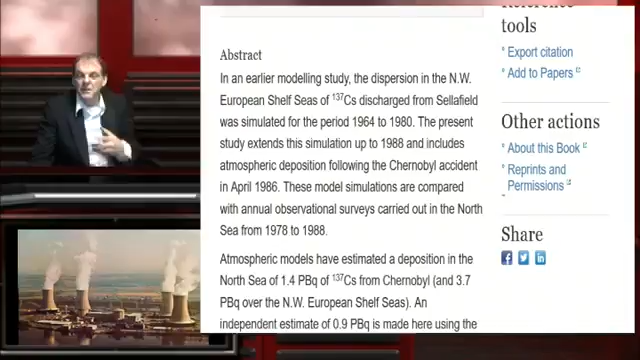 Abstract
In an earlier modelling study, the dispersion in the N.W.
European Shelf Seas of ¹³⁷Cs discharged from Sellafield
was simulated for the period 1964 to 1980. The present
study extends this simulation up to 1988 and includes
atmospheric deposition following the Chernobyl accident
in April 1986. These model simulations are compared
with annual observational surveys carried out in the North
Sea from 1978 to 1988.
Atmospheric models have estimated a deposition in the
North Sea of 1.4 PBq of ¹³⁷Cs from Chernobyl (and 3.7
PBq over the N.W. European Shelf Seas). An
independent estimate of 0.9 PBq is made here using the
tools
Export citation
Add to Papers
Other actions
About this Book
Reprints and
Permissions
Share